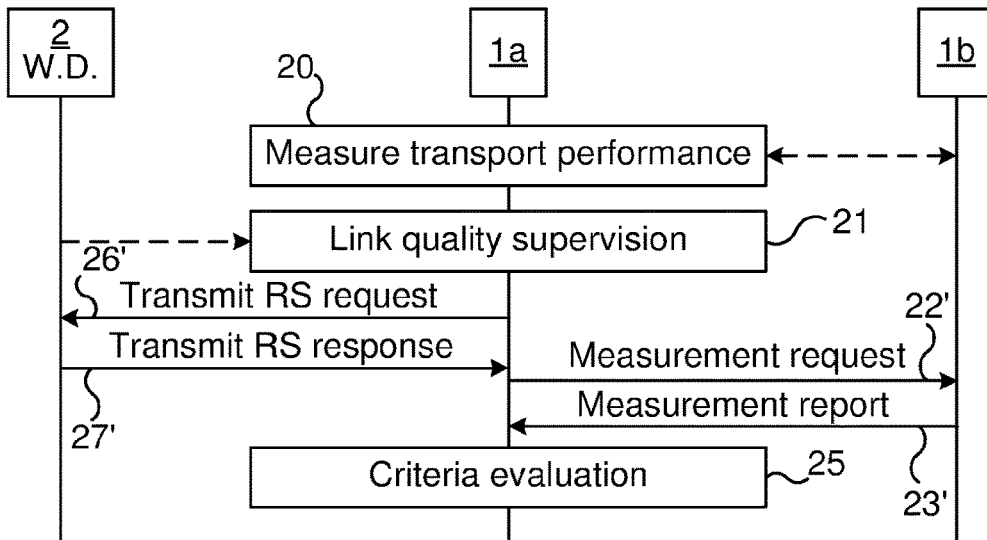 2
W.D.
1a
1b
20
Measure transport performance
Link quality supervision
21
26'
Transmit RS request
22'
Transmit RS response
Measurement request
27'
Measurement report
Criteria evaluation
25
23'